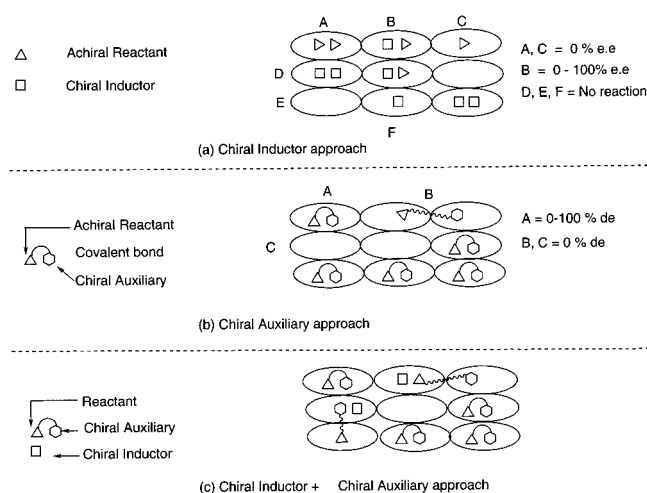 A B C
Achiral Reactant
Chiral Inductor
D
E
F
A, C = 0 % e.e
B = 0 - 100% e.e
D, E, F = No reaction
(a) Chiral Inductor approach
A B
Achiral Reactant
Covalent bond
Chiral Auxiliary
C
A = 0-100 % de
B, C = 0 % de
(b) Chiral Auxiliary approach
Reactant
Chiral Auxiliary
Chiral Inductor
(c) Chiral Inductor + Chiral Auxiliary approach